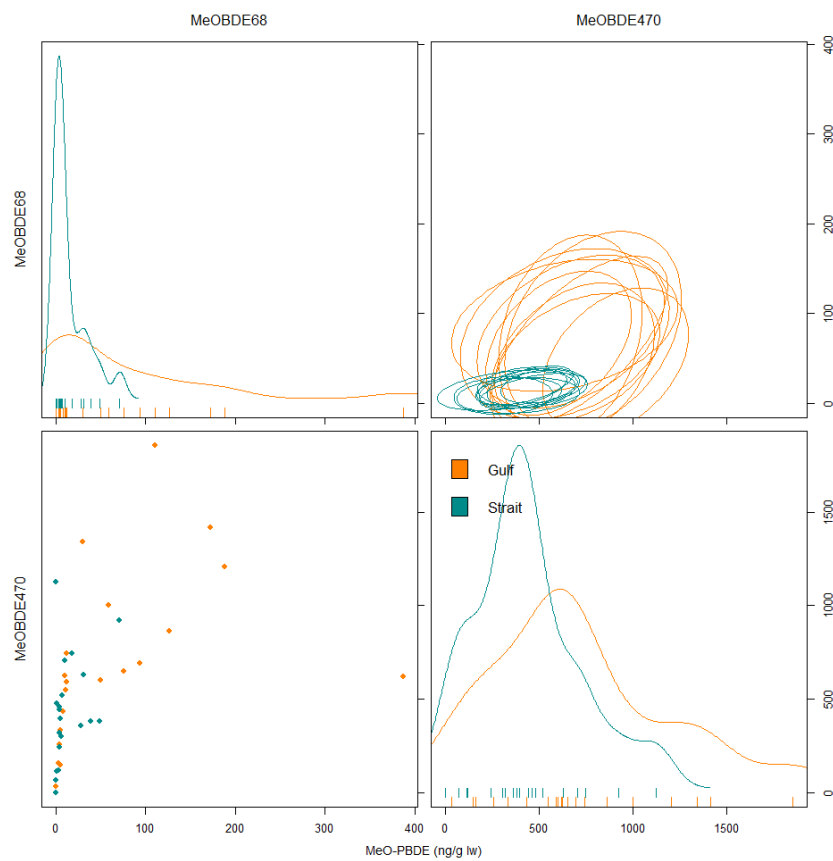 MeOBDE68 MeOBDE470
MeOBDE68
400
300
200
100
0
MeOBDE470
Gulf
Strait
1500
1000
500
0
0 100 200 300 400 0 500 1000 1500
MeO-PBDE (ng/g lw)